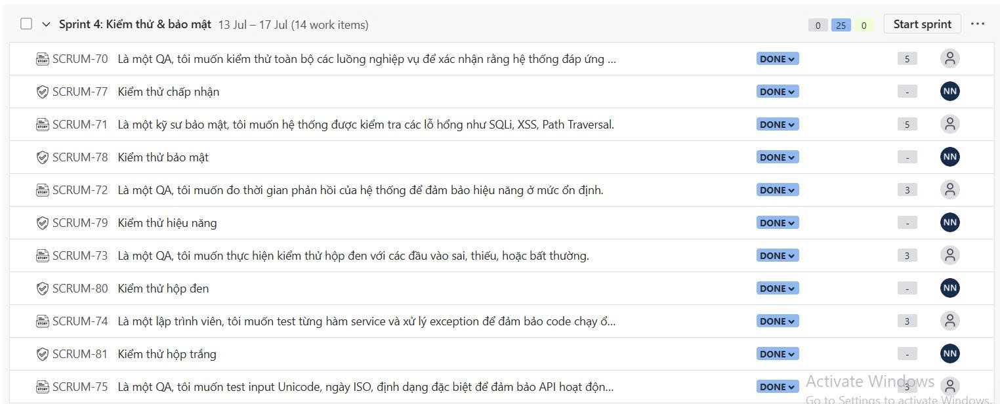 Sprint 4: Kiểm thử & bảo mật 13 Jul – 17 Jul (14 work items) 0 25 0 Start sprint
STORY SCRUM-70 Là một QA, tôi muốn kiểm thử toàn bộ các luồng nghiệp vụ để xác nhận rằng hệ thống đáp ứng ... DONE 5
SCRUM-77 Kiểm thử chấp nhận DONE - NN
STORY SCRUM-71 Là một kỹ sư bảo mật, tôi muốn hệ thống được kiểm tra các lỗ hổng như SQLi, XSS, Path Traversal. DONE 5
SCRUM-78 Kiểm thử bảo mật DONE - NN
STORY SCRUM-72 Là một QA, tôi muốn đo thời gian phản hồi của hệ thống để đảm bảo hiệu năng ở mức ổn định. DONE 3
SCRUM-79 Kiểm thử hiệu năng DONE - NN
STORY SCRUM-73 Là một QA, tôi muốn thực hiện kiểm thử hộp đen với các đầu vào sai, thiếu, hoặc bất thường. DONE 3
SCRUM-80 Kiểm thử hộp đen DONE - NN
STORY SCRUM-74 Là một lập trình viên, tôi muốn test từng hàm service và xử lý exception để đảm bảo code chạy ổ... DONE 3
SCRUM-81 Kiểm thử hộp trắng DONE - NN
STORY SCRUM-75 Là một QA, tôi muốn test input Unicode, ngày ISO, định dạng đặc biệt để đảm bảo API hoạt độn... DONE 3
Activate Windows
Go to Settings to activate Windows.